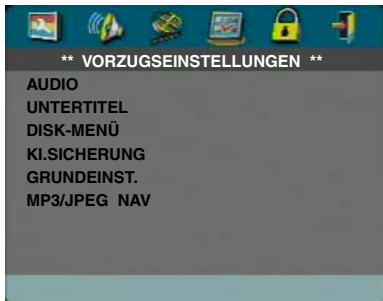 ** VORZUGSEINSTELLUNGEN **
AUDIO
UNTERTITEL
DISK-MENÜ
KI.SICHERUNG
GRUNDEINST.
MP3/JPEG NAV